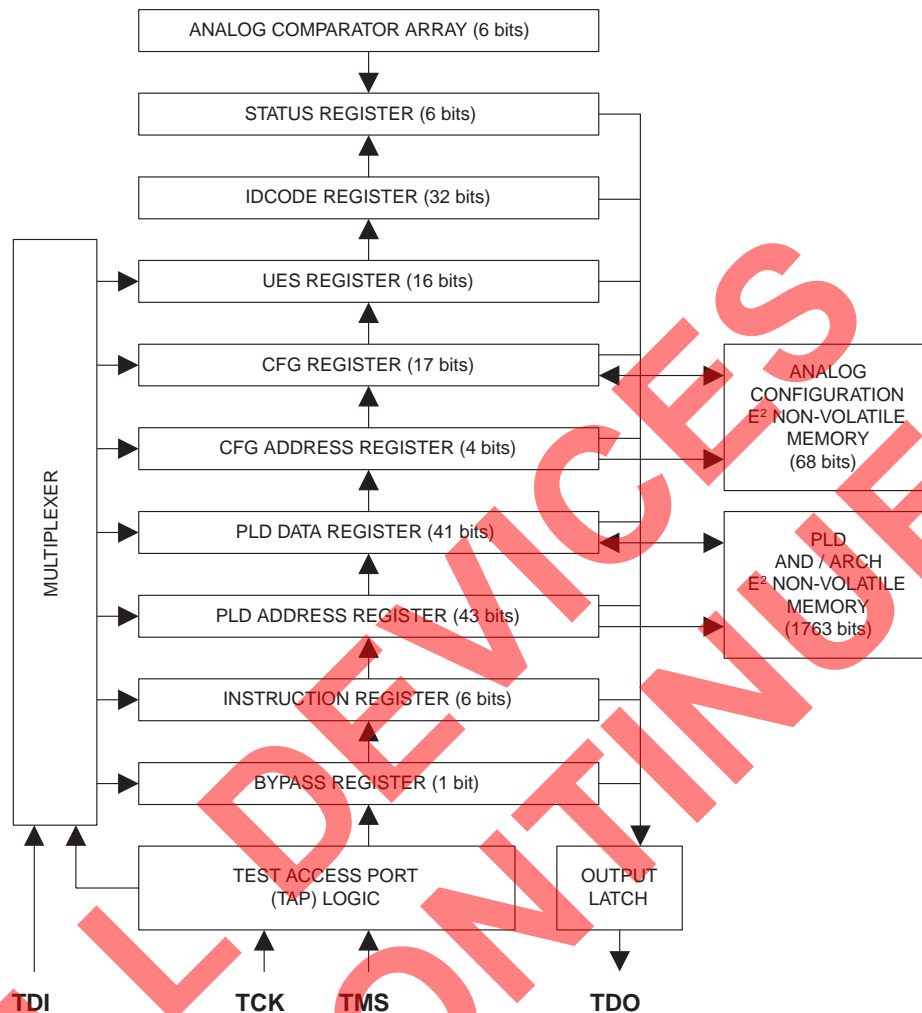 ANALOG COMPARATOR ARRAY (6 bits)
STATUS REGISTER (6 bits)
IDCODE REGISTER (32 bits)
UES REGISTER (16 bits)
CFG REGISTER (17 bits)
CFG ADDRESS REGISTER (4 bits)
PLD DATA REGISTER (41 bits)
PLD ADDRESS REGISTER (43 bits)
INSTRUCTION REGISTER (6 bits)
BYPASS REGISTER (1 bit)
MULTIPLEXER
ANALOG
CONFIGURATION
E² NON-VOLATILE
MEMORY
(68 bits)
PLD
AND / ARCH
E² NON-VOLATILE
MEMORY
(1763 bits)
TEST ACCESS PORT
(TAP) LOGIC
OUTPUT
LATCH
TDI
TCK
TMS
TDO
L DEVICES
ONTINUE